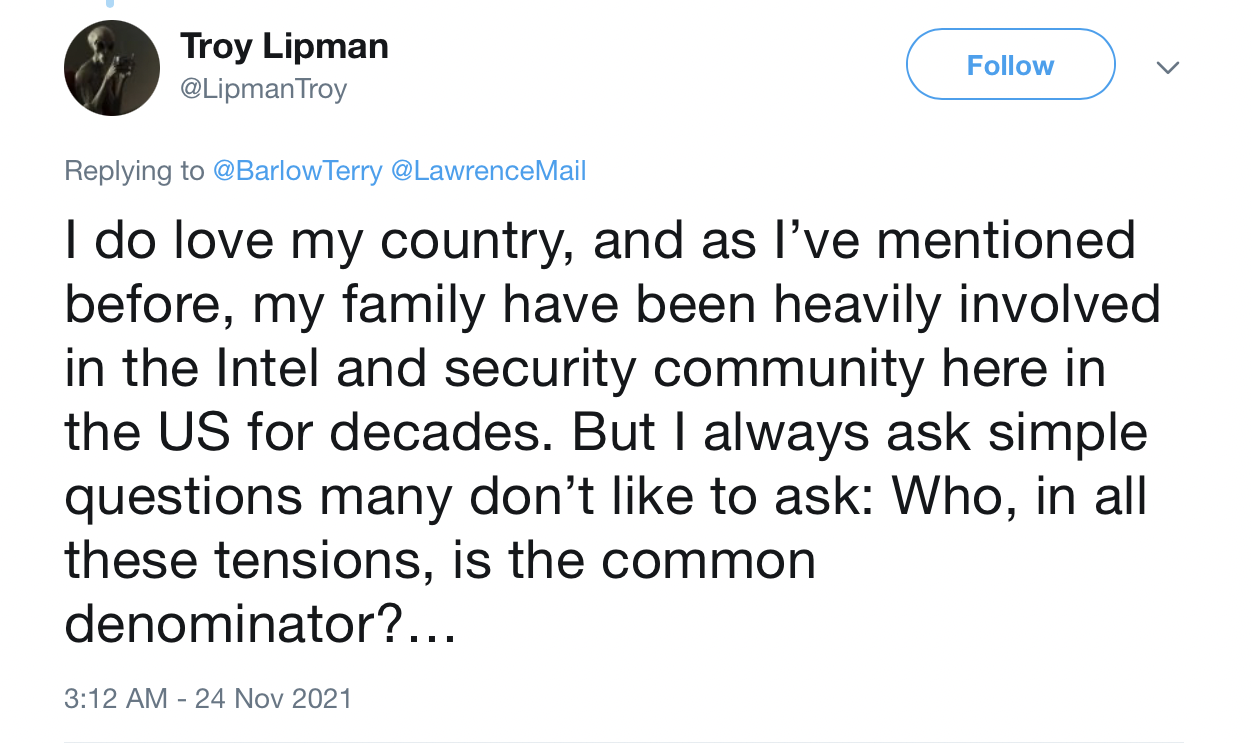 Troy Lipman
@LipmanTroy
Follow
Replying to @BarlowTerry @LawrenceMail
I do love my country, and as I’ve mentioned
before, my family have been heavily involved
in the Intel and security community here in
the US for decades. But I always ask simple
questions many don’t like to ask: Who, in all
these tensions, is the common
denominator?…
3:12 AM - 24 Nov 2021